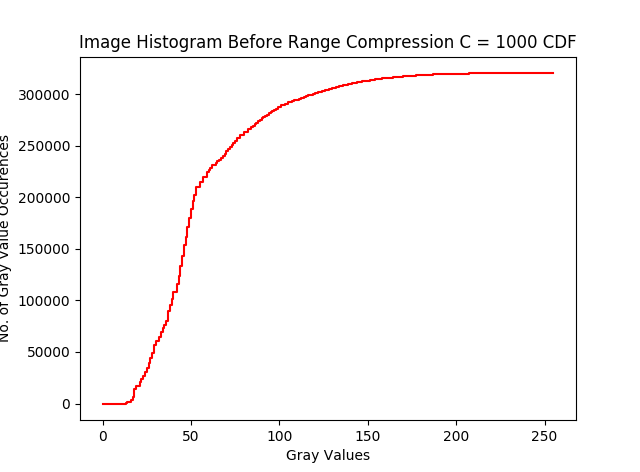 Image Histogram Before Range Compression C = 1000 CDF
No. of Gray Value Occurences
300000
250000
200000
150000
100000
50000
0
0 50 100 150 200 250
Gray Values